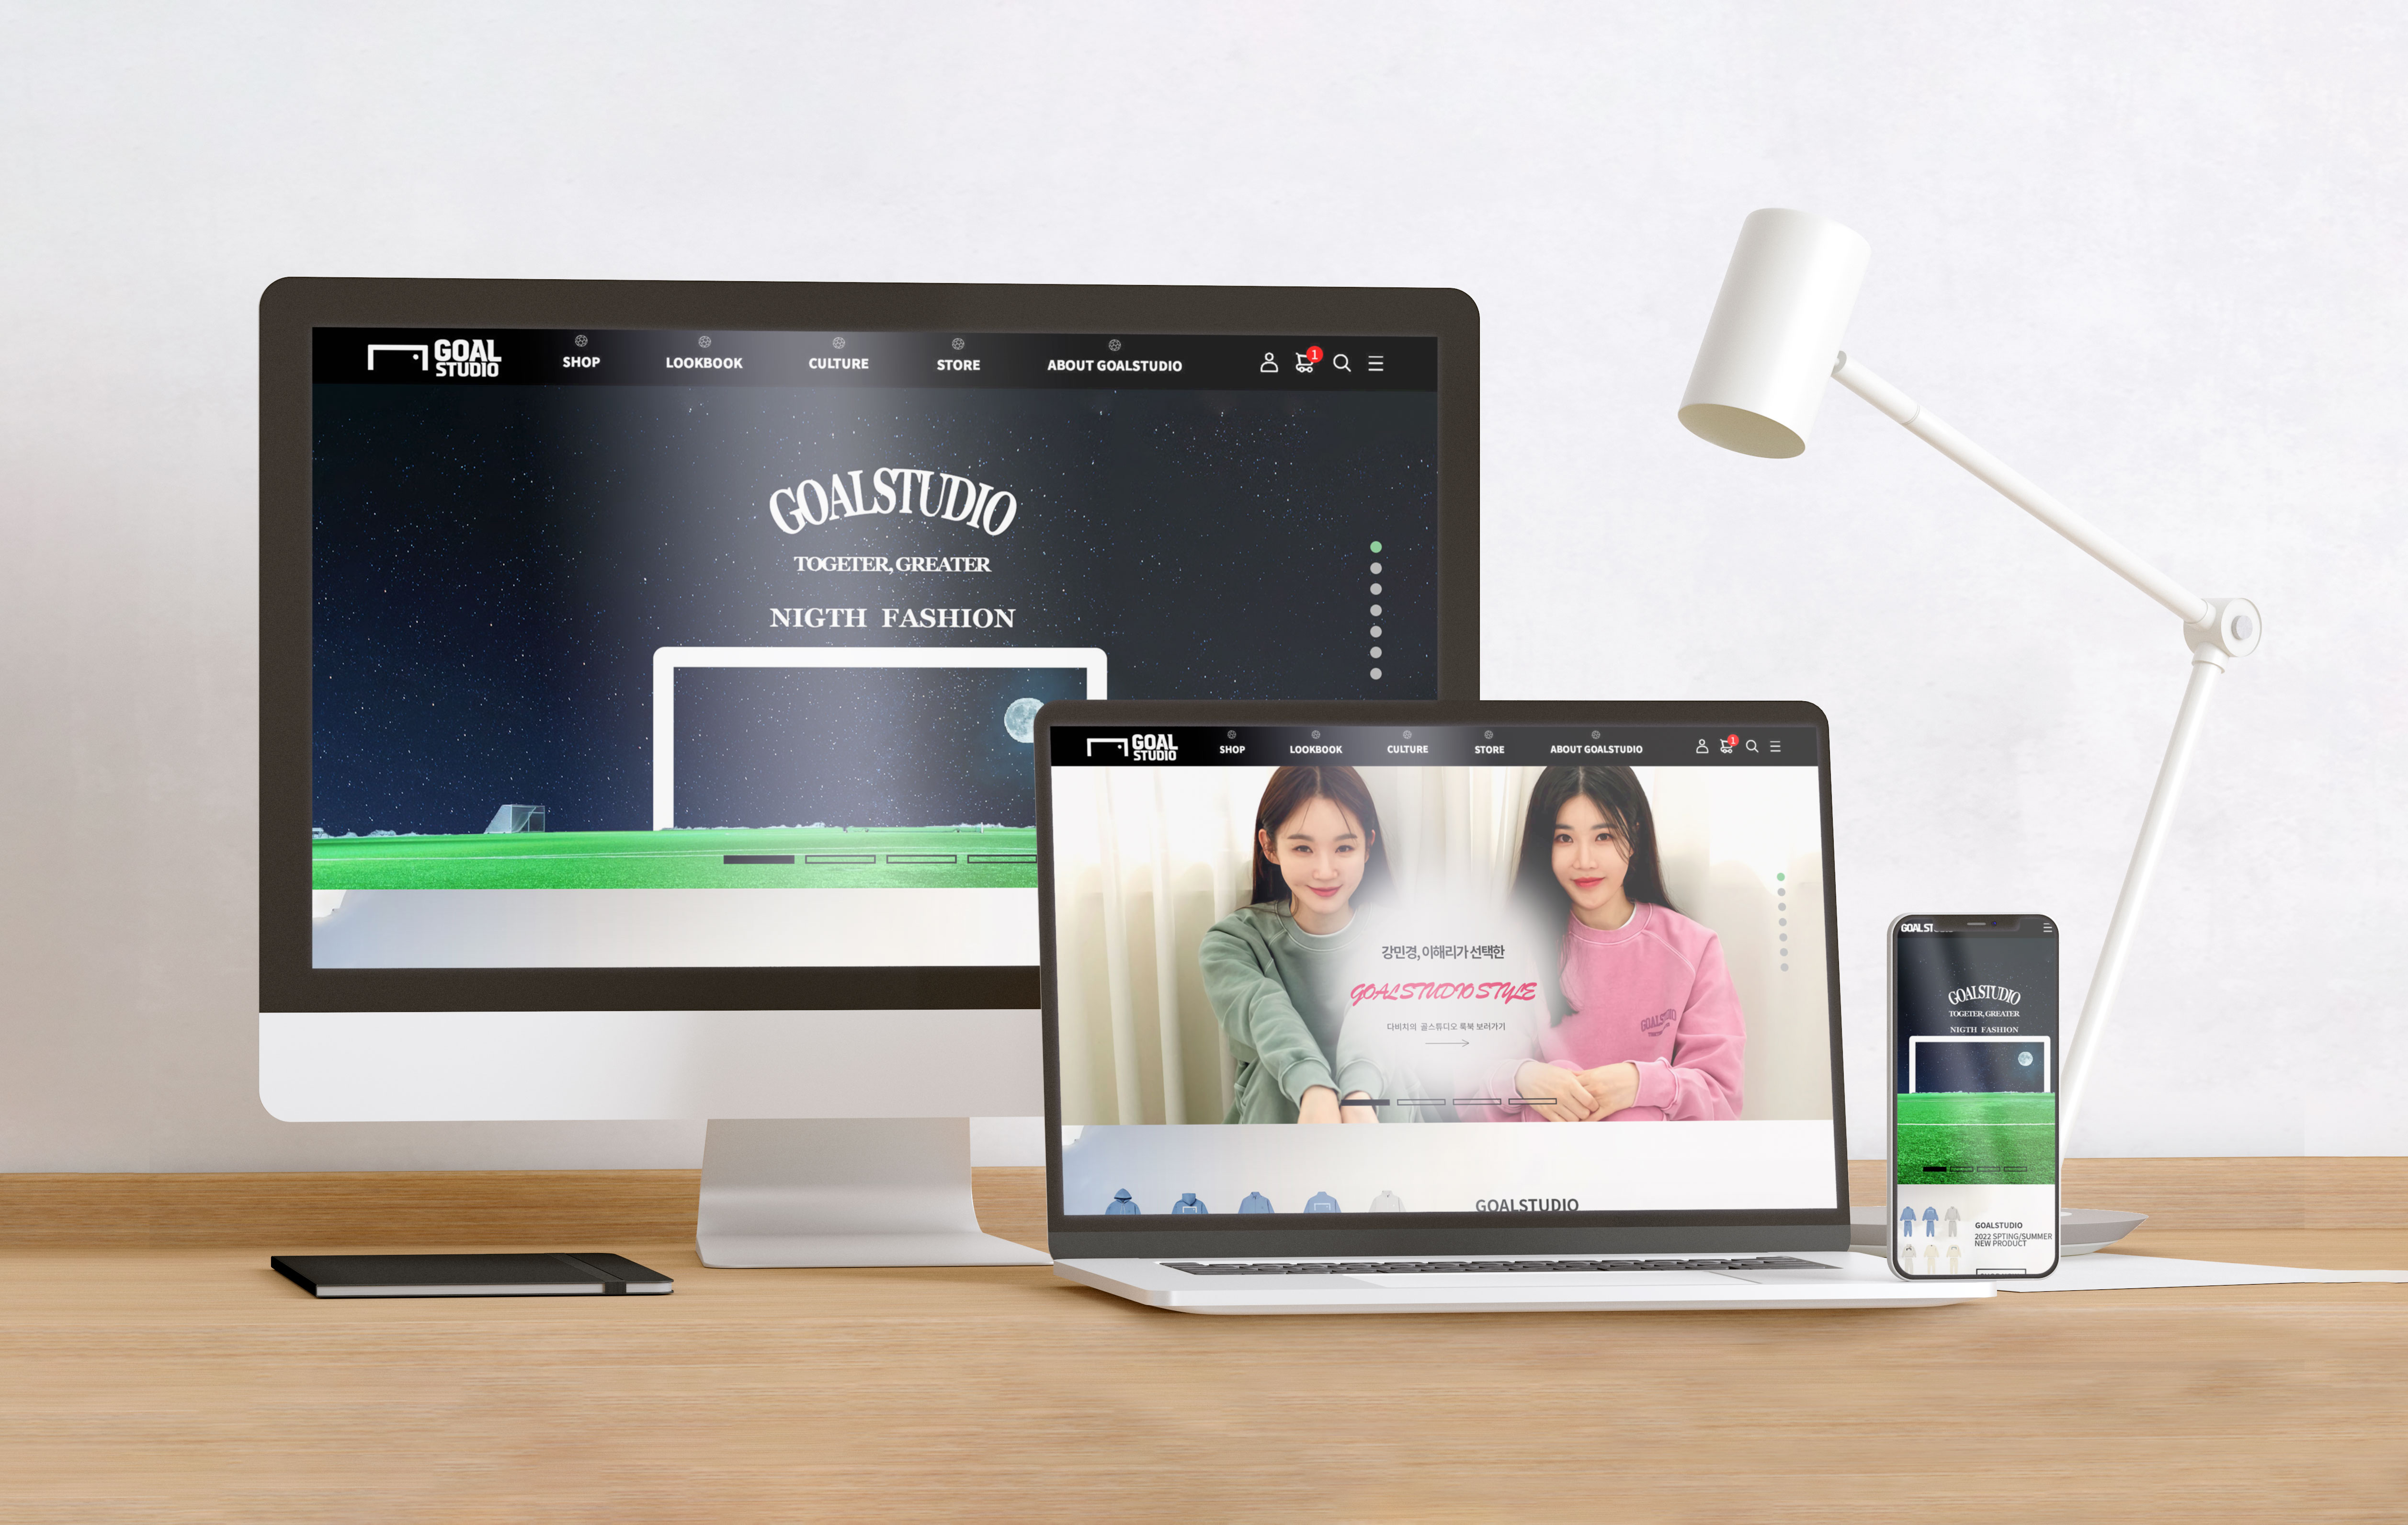 GOAL
STUDIO
SHOP
LOOKBOOK
CULTURE
STORE
ABOUT GOALSTUDIO
1
GOALSTUDIO
TOGETER, GREATER
NIGTH FASHION
GOAL
STUDIO
SHOP
LOOKBOOK
CULTURE
STORE
ABOUT GOALSTUDIO
1
강민경, 이해리가 선택한
GOALSTUDIO STYLE
다비치의 골스튜디오 룩북 보러가기
GOALSTUDIO
GOALSTUDIO
GOAL ST
GOALSTUDIO
TOGETER, GREATER
NIGTH FASHION
GOALSTUDIO
2022 SPTING/SUMMER
NEW PRODUCT